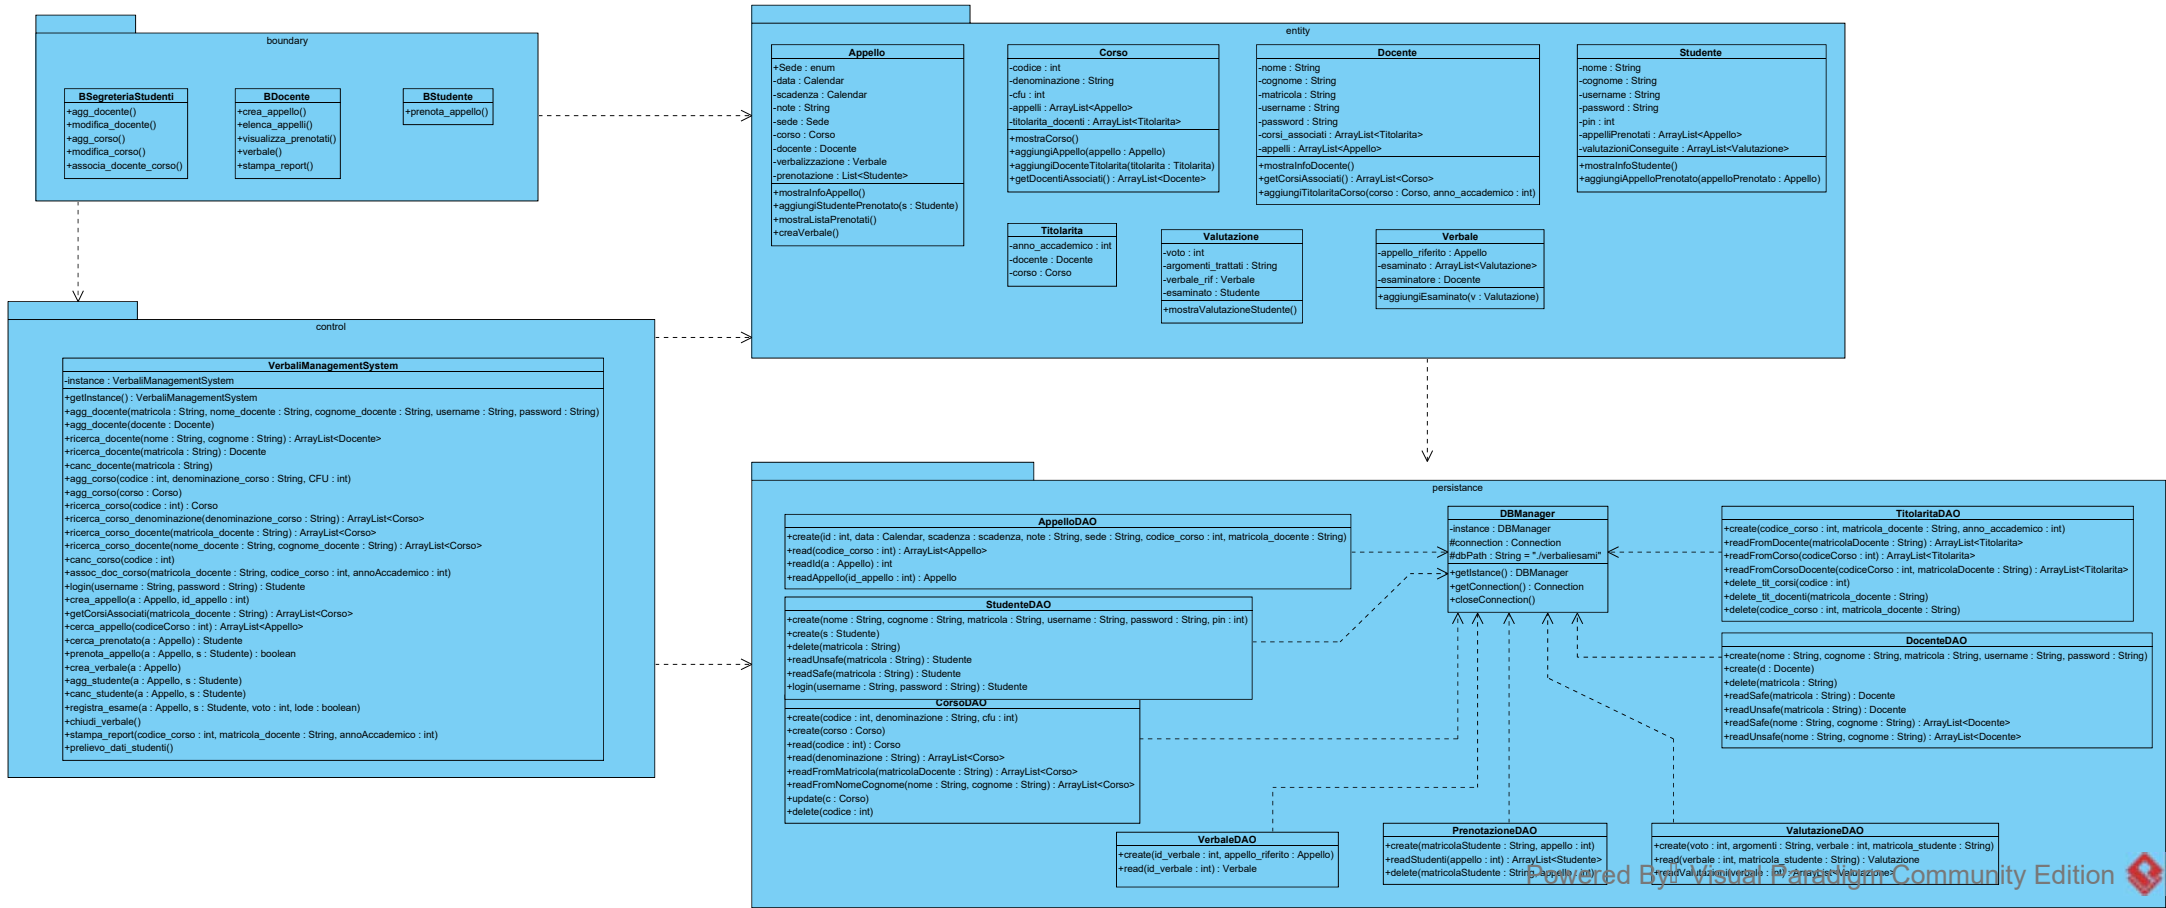 boundary
BSegreteriaStudenti
+agg_docente()
+modifica_docente()
+agg_corso()
+modifica_corso()
+associa_docente_corso()
BDocente
+crea_appello()
+elenca_appelli()
+visualizza_prenotati()
+verbale()
+stampa_report()
BStudente
+prenota_appello()
entity
Appello
+Sede : enum
-data : Calendar
-scadenza : Calendar
-note : String
-sede : Sede
-corso : Corso
-docente : Docente
-verbalizzazione : Verbale
-prenotazione : List<Studente>
+mostraInfoAppello()
+aggiungiStudentePrenotato(s : Studente)
+mostraListaPrenotati()
+creaVerbale()
Corso
-codice : int
-denominazione : String
-cfu : int
-appelli : ArrayList<Appello>
-titolarita_docenti : ArrayList<Titolarita>
+mostraCorso()
+aggiungiAppello(appello : Appello)
+aggiungiDocenteTitolarita(titolarita : Titolarita)
+getDocentiAssociati() : ArrayList<Docente>
Docente
-nome : String
-cognome : String
-matricola : String
-username : String
-password : String
-corsi_associati : ArrayList<Titolarita>
-appelli : ArrayList<Appello>
+mostraInfoDocente()
+getCorsiAssociati() : ArrayList<Corso>
+aggiungiTitolaritaCorso(corso : Corso, anno_accademico : int)
Studente
-nome : String
-cognome : String
-username : String
-password : String
-pin : int
-appelliPrenotati : ArrayList<Appello>
-valutazioniConseguite : ArrayList<Valutazione>
+mostraInfoStudente()
+aggiungiAppelloPrenotato(appelloPrenotato : Appello)
Titolarita
-anno_accademico : int
-docente : Docente
-corso : Corso
Valutazione
-voto : int
-argomenti_trattati : String
-verbale_rif : Verbale
-esaminato : Studente
+mostraValutazioneStudente()
Verbale
-appello_riferito : Appello
-esaminato : ArrayList<Valutazione>
-esaminatore : Docente
+aggiungiEsaminato(v : Valutazione)
control
VerbaliManagementSystem
-instance : VerbaliManagementSystem
+getInstance() : VerbaliManagementSystem
+agg_docente(matricola : String, nome_docente : String, cognome_docente : String, username : String, password : String)
+agg_docente(docente : Docente)
+ricerca_docente(nome : String, cognome : String) : ArrayList<Docente>
+ricerca_docente(matricola : String) : Docente
+canc_docente(matricola : String)
+agg_corso(codice : int, denominazione_corso : String, CFU : int)
+agg_corso(corso : Corso)
+ricerca_corso(codice : int) : Corso
+ricerca_corso_denominazione(denominazione_corso : String) : ArrayList<Corso>
+ricerca_corso_docente(matricola_docente : String) : ArrayList<Corso>
+ricerca_corso_docente(nome_docente : String, cognome_docente : String) : ArrayList<Corso>
+canc_corso(codice : int)
+assoc_doc_corso(matricola_docente : String, codice_corso : int, annoAccademico : int)
+login(username : String, password : String) : Studente
+crea_appello(a : Appello, id_appello : int)
+getCorsiAssociati(matricola_docente : String) : ArrayList<Corso>
+cerca_appello(codiceCorso : int) : ArrayList<Appello>
+cerca_prenotato(a : Appello) : Studente
+prenota_appello(a : Appello, s : Studente) : boolean
+crea_verbale(a : Appello)
+agg_studente(a : Appello, s : Studente)
+canc_studente(a : Appello, s : Studente)
+registra_esame(a : Appello, s : Studente, voto : int, lode : boolean)
+chiudi_verbale()
+stampa_report(codice_corso : int, matricola_docente : String, annoAccademico : int)
+prelievo_dati_studenti()
persistance
AppelloDAO
+create(id : int, data : Calendar, scadenza : scadenza, note : String, sede : String, codice_corso : int, matricola_docente : String)
+read(codice_corso : int) : ArrayList<Appello>
+readId(a : Appello) : int
+readAppello(id_appello : int) : Appello
StudenteDAO
+create(nome : String, cognome : String, matricola : String, username : String, password : String, pin : int)
+create(s : Studente)
+delete(matricola : String)
+readUnsafe(matricola : String) : Studente
+readSafe(matricola : String) : Studente
+login(username : String, password : String) : Studente
CorsoDAO
+create(codice : int, denominazione : String, cfu : int)
+create(corso : Corso)
+read(codice : int) : Corso
+read(denominazione : String) : ArrayList<Corso>
+readFromMatricola(matricolaDocente : String) : ArrayList<Corso>
+readFromNomeCognome(nome : String, cognome : String) : ArrayList<Corso>
+update(c : Corso)
+delete(codice : int)
DBManager
-instance : DBManager
#connection : Connection
#dbPath : String = "./verbaliesami"
+getIstance() : DBManager
+getConnection() : Connection
+closeConnection()
TitolaritaDAO
+create(codice_corso : int, matricola_docente : String, anno_accademico : int)
+readFromDocente(matricolaDocente : String) : ArrayList<Titolarita>
+readFromCorso(codiceCorso : int) : ArrayList<Titolarita>
+readFromCorsoDocente(codiceCorso : int, matricolaDocente : String) : ArrayList<Titolarita>
+delete_tit_corsi(codice : int)
+delete_tit_docenti(matricola_docente : String)
+delete(codice_corso : int, matricola_docente : String)
DocenteDAO
+create(nome : String, cognome : String, matricola : String, username : String, password : String)
+create(d : Docente)
+delete(matricola : String)
+readSafe(matricola : String) : Docente
+readUnsafe(matricola : String) : Docente
+readSafe(nome : String, cognome : String) : ArrayList<Docente>
+readUnsafe(nome : String, cognome : String) : ArrayList<Docente>
VerbaleDAO
+create(id_verbale : int, appello_riferito : Appello)
+read(id_verbale : int) : Verbale
PrenotazioneDAO
+create(matricolaStudente : String, appello : int)
+readStudenti(appello : int) : ArrayList<Studente>
+delete(matricolaStudente : String, appello : int)
ValutazioneDAO
+create(voto : int, argomenti : String, verbale : int, matricola_studente : String)
+read(verbale : int, matricola_studente : String) : Valutazione
+readValutazioni(verbale : int) : ArrayList<Valutazione>
Powered By Visual Paradigm Community Edition